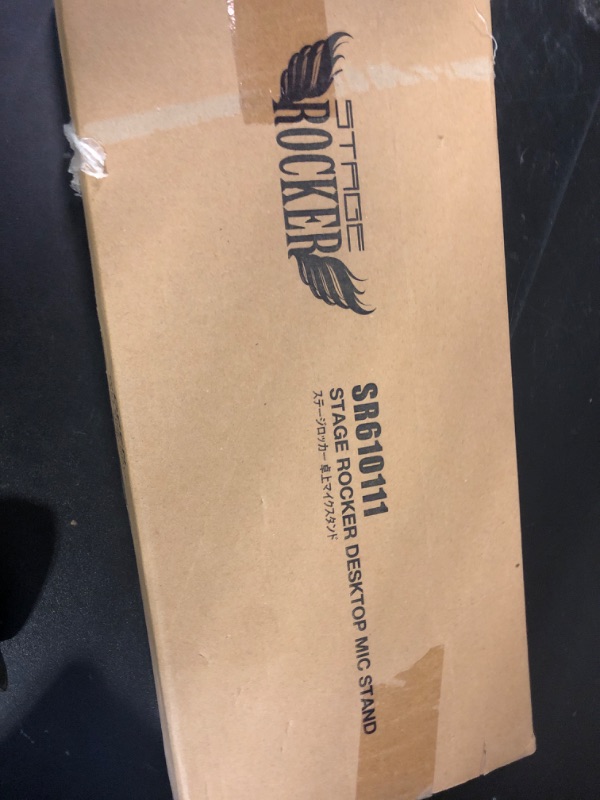 STAGE
ROCKER
SR610111
STAGE ROCKER DESKTOP MIC STAND
ステージロッカー 卓上マイクスタンド